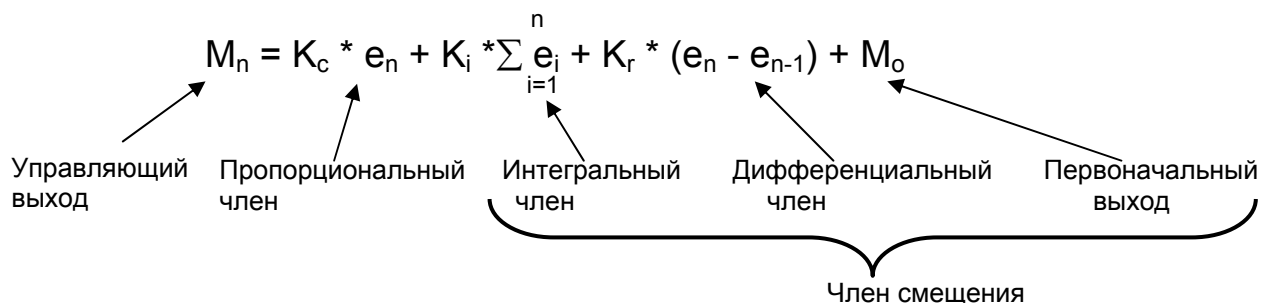 n
Mn = Kc * en + Ki *∑ ei + Kr * (en - en-1) + Mo
i=1
Управляющий Пропорциональный Интегральный Дифференциальный Первоначальный
выход член член член выход
Член смещения